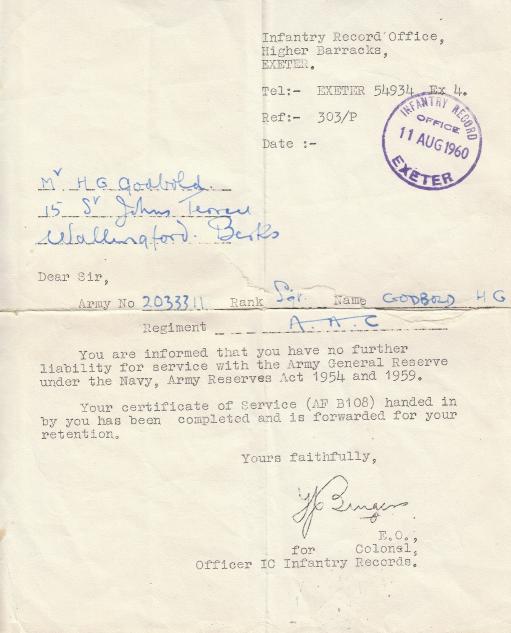 Infantry Record Office,
Higher Barracks,
EXETER.
Tel:- EXETER 54934 Ex 4.
Ref:- 303/P
Date :-
INFANTRY RECORD
OFFICE
11 AUG 1960
EXETER
Mr H G Godbold.
15 St Johns Terrace
Wallingford. Berks
Dear Sir,
Army No 2033311 Rank Sgt. Name GODBOLD H G
Regiment A.A.C
You are informed that you have no further
liability for service with the Army General Reserve
under the Navy, Army Reserves Act 1954 and 1959.
Your certificate of Service (AF B108) handed in
by you has been completed and is forwarded for your
retention.
Yours faithfully,
E.O.,
for Colonel,
Officer IC Infantry Records.